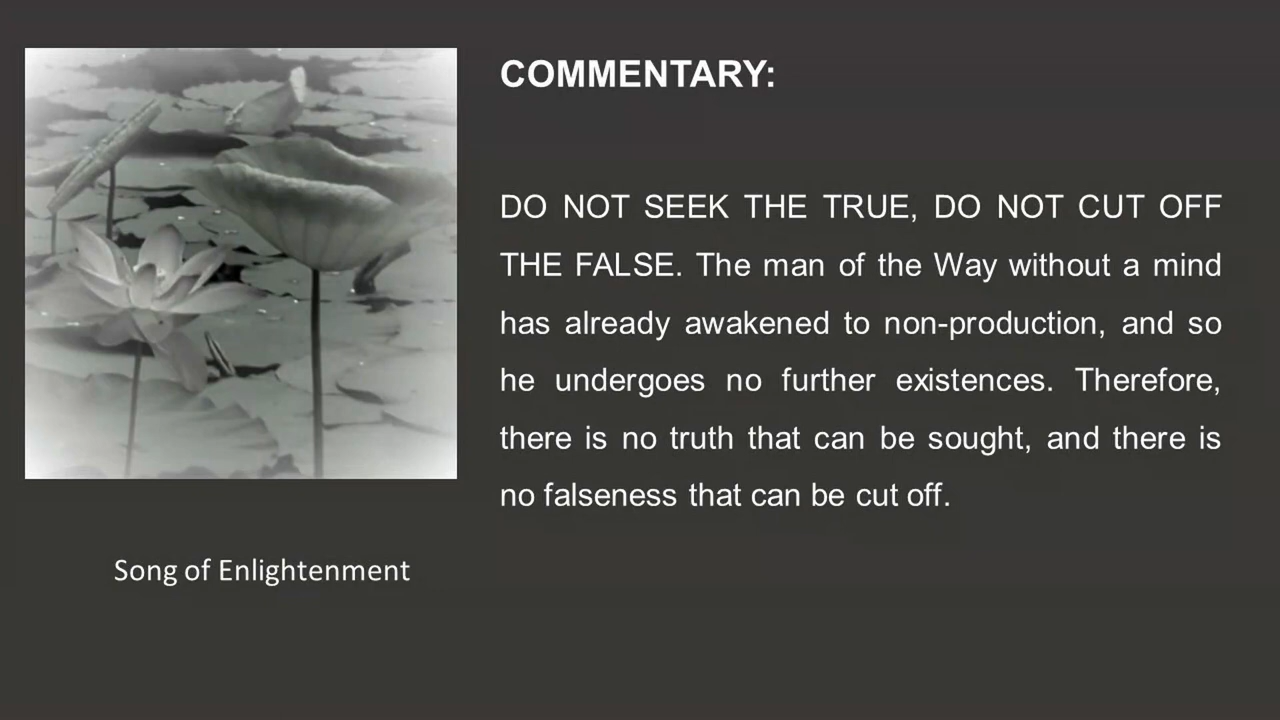 COMMENTARY:
DO NOT SEEK THE TRUE, DO NOT CUT OFF
THE FALSE. The man of the Way without a mind
has already awakened to non-production, and so
he undergoes no further existences. Therefore,
there is no truth that can be sought, and there is
no falseness that can be cut off.
Song of Enlightenment